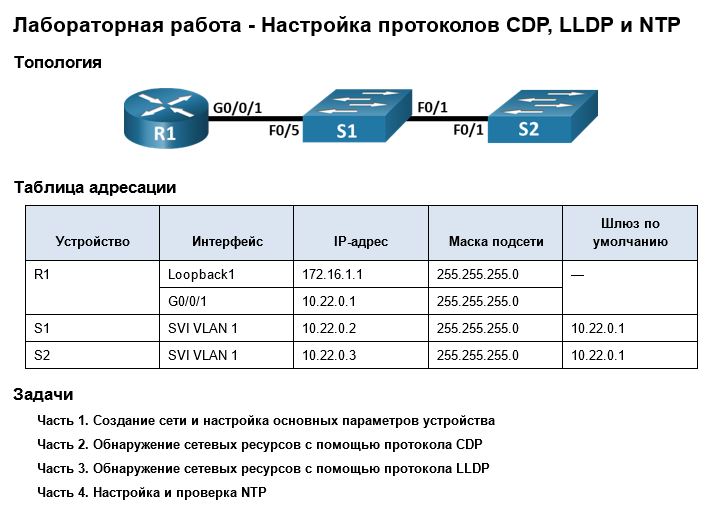 Лабораторная работа - Настройка протоколов CDP, LLDP и NTP
Топология
G0/0/1 F0/1
R1 F0/5 S1 F0/1 S2
Таблица адресации
Устройство Интерфейс IP-адрес Маска подсети Шлюз по умолчанию
R1 Loopback1 172.16.1.1 255.255.255.0 —
G0/0/1 10.22.0.1 255.255.255.0
S1 SVI VLAN 1 10.22.0.2 255.255.255.0 10.22.0.1
S2 SVI VLAN 1 10.22.0.3 255.255.255.0 10.22.0.1
Задачи
Часть 1. Создание сети и настройка основных параметров устройства
Часть 2. Обнаружение сетевых ресурсов с помощью протокола CDP
Часть 3. Обнаружение сетевых ресурсов с помощью протокола LLDP
Часть 4. Настройка и проверка NTP